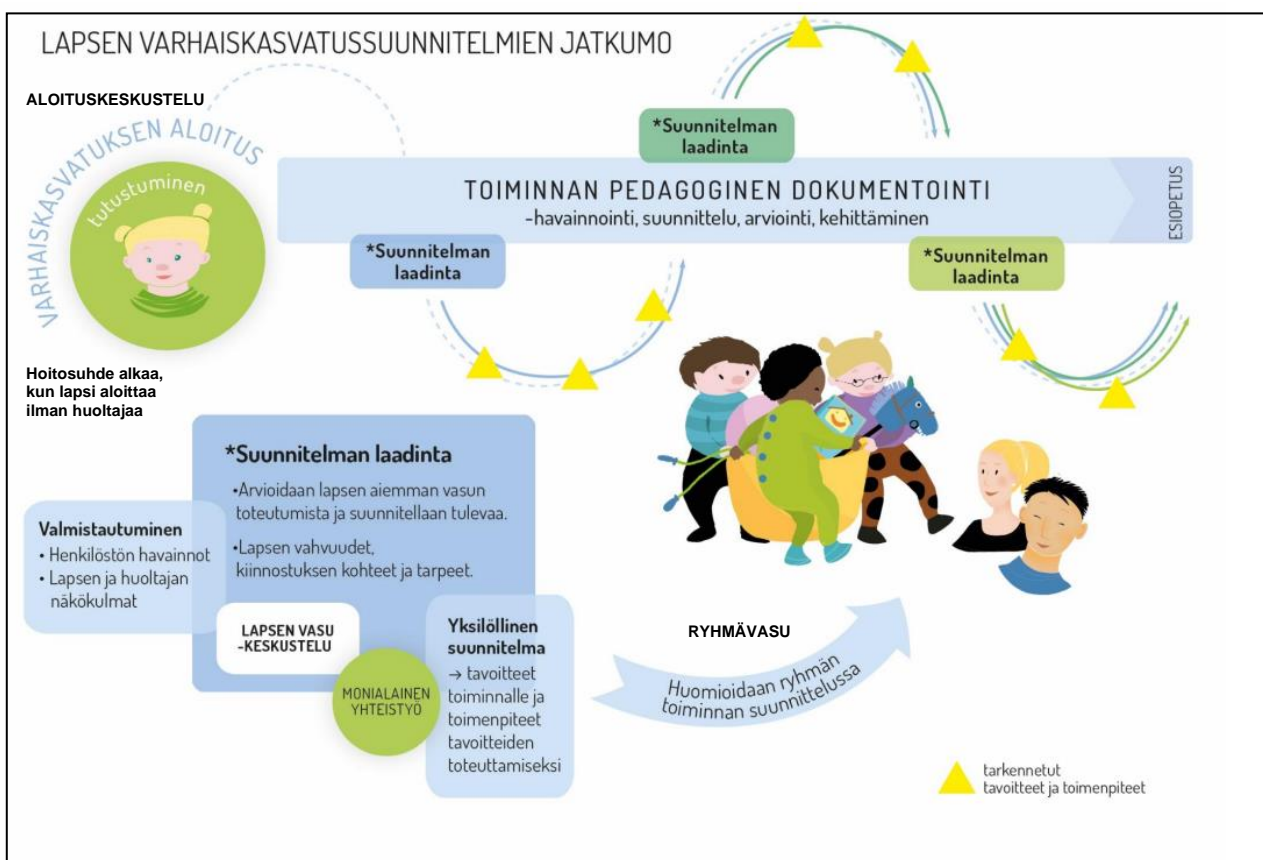 LAPSEN VARHAISKASVATUSSUUNNITELMIEN JATKUMO
ALOITUSKESKUSTELU
VARHAISKASVATUKSEN ALOITUS
tutustuminen
Hoitosuhde alkaa,
kun lapsi aloittaa
ilman huoltajaa
*Suunnitelman
laadinta
TOIMINNAN PEDAGOGINEN DOKUMENTOINTI
-havainnointi, suunnittelu, arviointi, kehittäminen
ESIOPETUS
*Suunnitelman
laadinta
*Suunnitelman
laadinta
*Suunnitelman laadinta
•Arvioidaan lapsen aiemman vasun
toteutumista ja suunnitellaan tulevaa.
•Lapsen vahvuudet,
kiinnostuksen kohteet ja tarpeet.
Valmistautuminen
• Henkilöstön havainnot
• Lapsen ja huoltajan
näkökulmat
LAPSEN VASU
-KESKUSTELU
MONIALAINEN
YHTEISTYÖ
Yksilöllinen
suunnitelma
→ tavoitteet
toiminnalle ja
toimenpiteet
tavoitteiden
toteuttamiseksi
RYHMÄVASU
Huomioidaan ryhmän
toiminnan suunnittelussa
tarkennetut
tavoitteet ja toimenpiteet